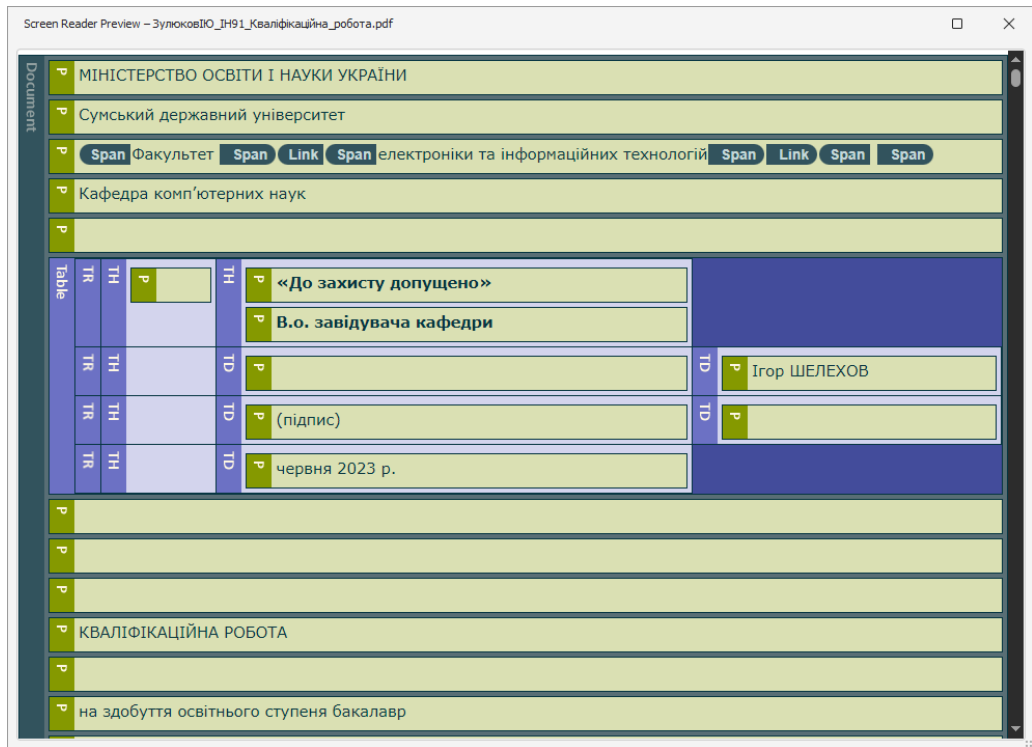 Screen Reader Preview – ЗулюковІЮ_ІН91_Кваліфікаційна_робота.pdf
Document
P МІНІСТЕРСТВО ОСВІТИ І НАУКИ УКРАЇНИ
P Сумський державний університет
P Span Факультет Span Link Span електроніки та інформаційних технологій Span Link Span Span
P Кафедра комп’ютерних наук
P
Table TR TH P TH P «До захисту допущено»
P В.о. завідувача кафедри
TR TH TD P TD P Ігор ШЕЛЕХОВ
TR TH TD P (підпис) TD P
TR TH TD P червня 2023 р.
P
P
P
P КВАЛІФІКАЦІЙНА РОБОТА
P
P на здобуття освітнього ступеня бакалавр